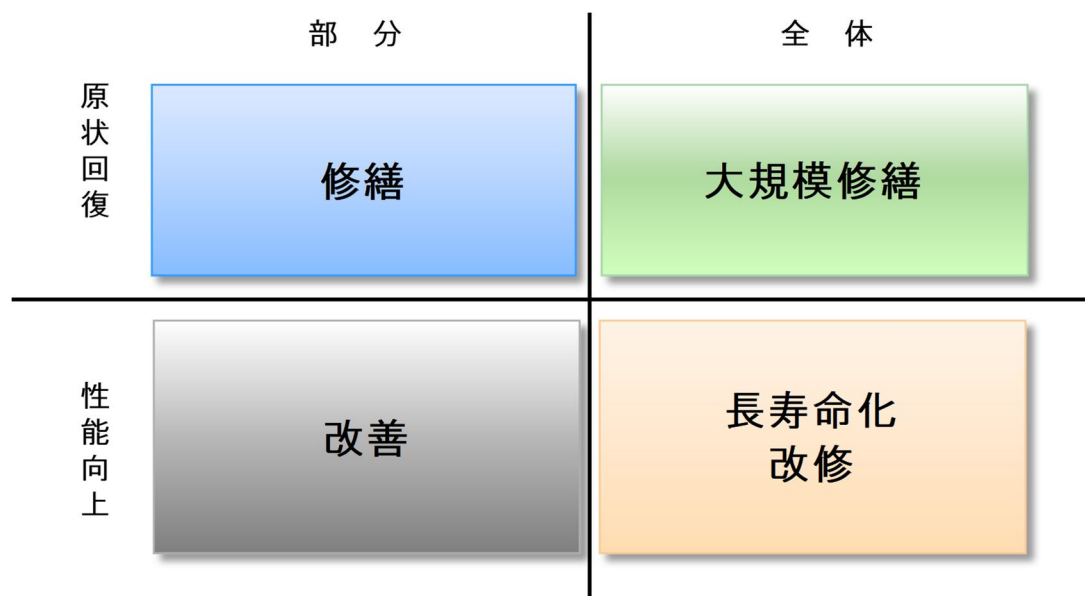 部 分
全 体
原状回復
修繕
大規模修繕
性能向上
改善
長寿命化
改修